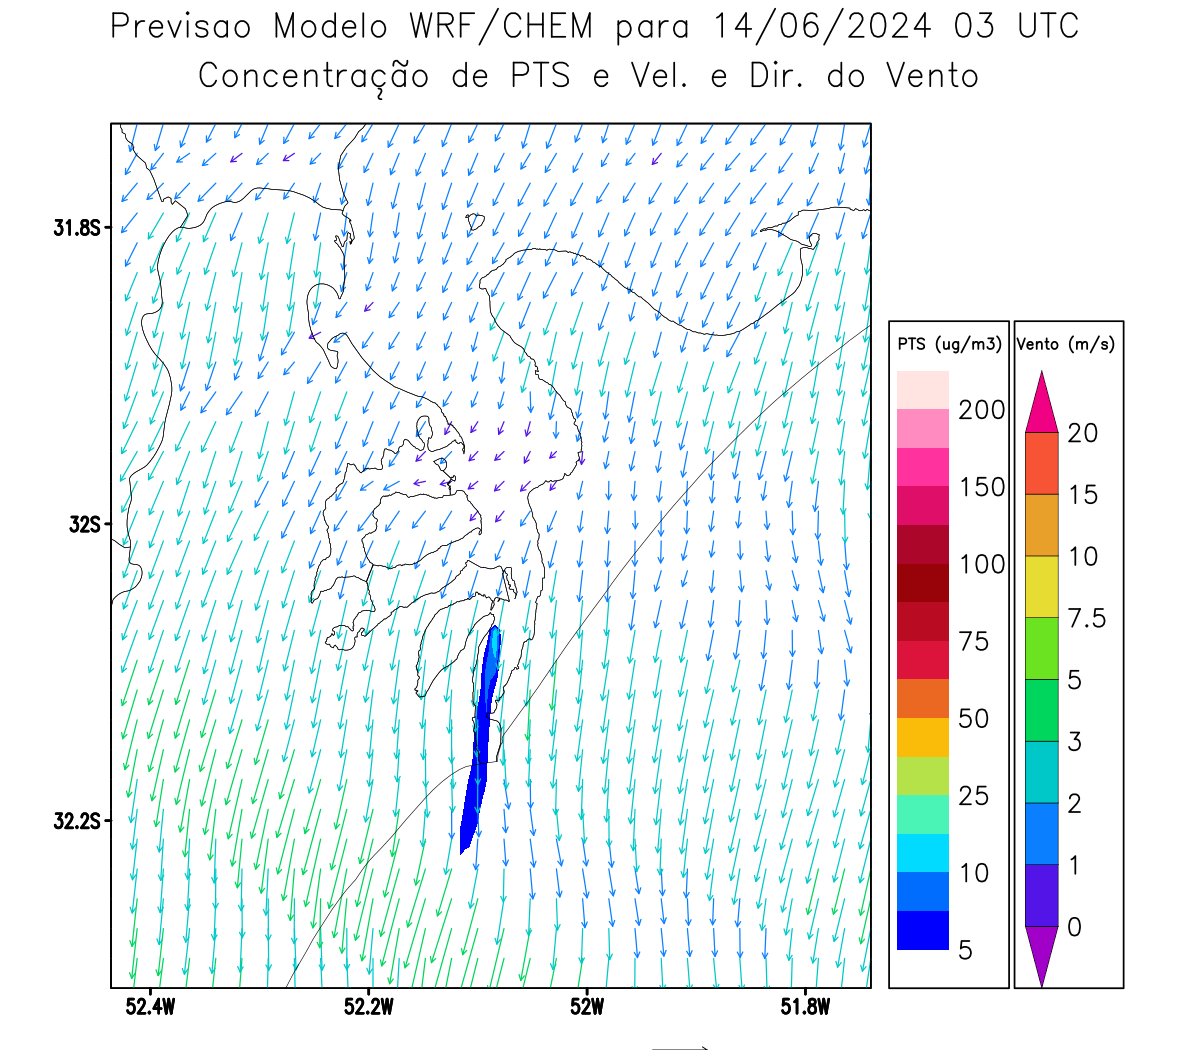 Previsao Modelo WRF/CHEM para 14/06/2024 03 UTC
Concentração de PTS e Vel. e Dir. do Vento
31.8S
32S
32.2S
52.4W
52.2W
52W
51.8W
PTS (ug/m3)
200
150
100
75
50
25
10
5
Vento (m/s)
20
15
10
7.5
5
3
2
1
0